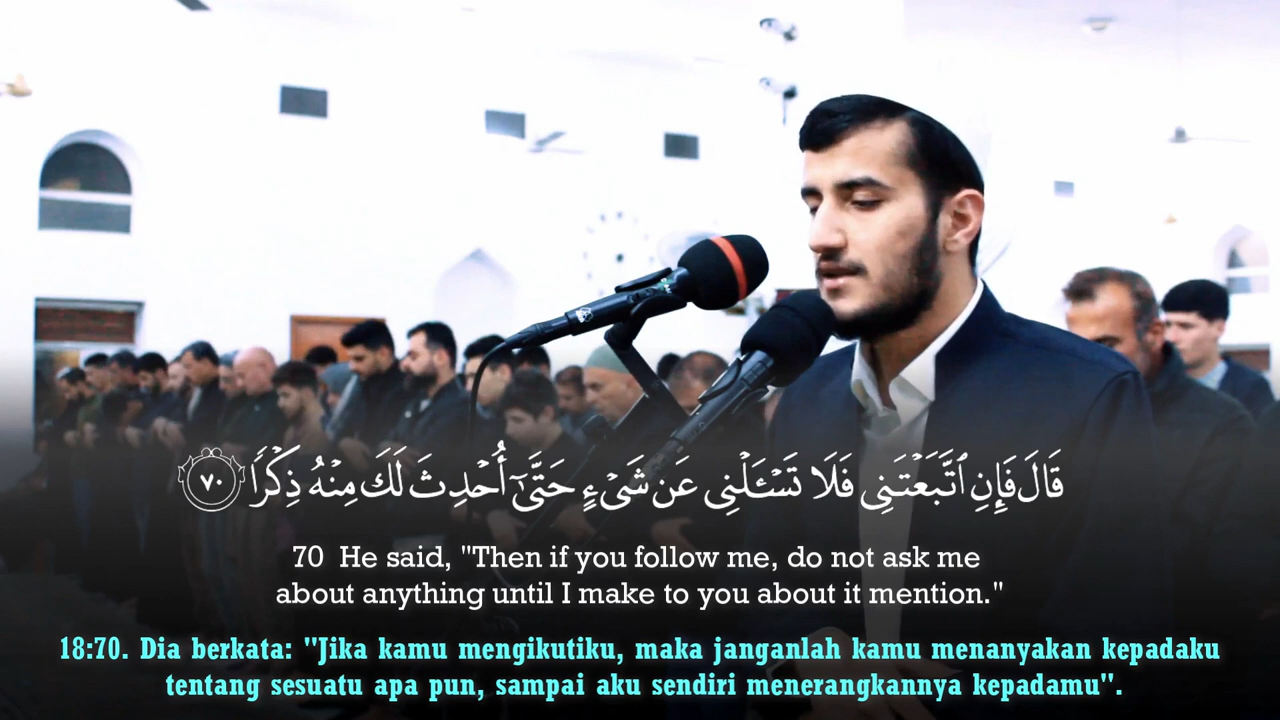 قَالَ فَإِنِ ٱتَّبَعْتَنِى فَلَا تَسْـَٔلْنِى عَن شَىْءٍ حَتَّىٰٓ أُحْدِثَ لَكَ مِنْهُ ذِكْرًا ٧٠
70 He said, "Then if you follow me, do not ask me
about anything until I make to you about it mention."
18:70. Dia berkata: "Jika kamu mengikutiku, maka janganlah kamu menanyakan kepadaku
tentang sesuatu apa pun, sampai aku sendiri menerangkannya kepadamu".